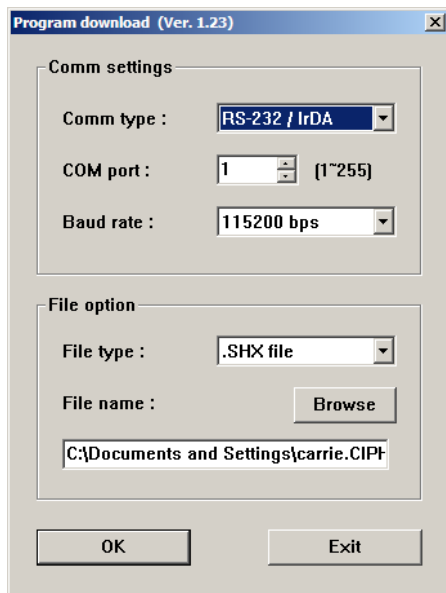 Program download (Ver. 1.23)
Comm settings
Comm type : RS-232 / IrDA
COM port : 1 (1~255)
Baud rate : 115200 bps
File option
File type : .SHX file
File name : Browse
C:\Documents and Settings\carrie.CIPH
OK Exit